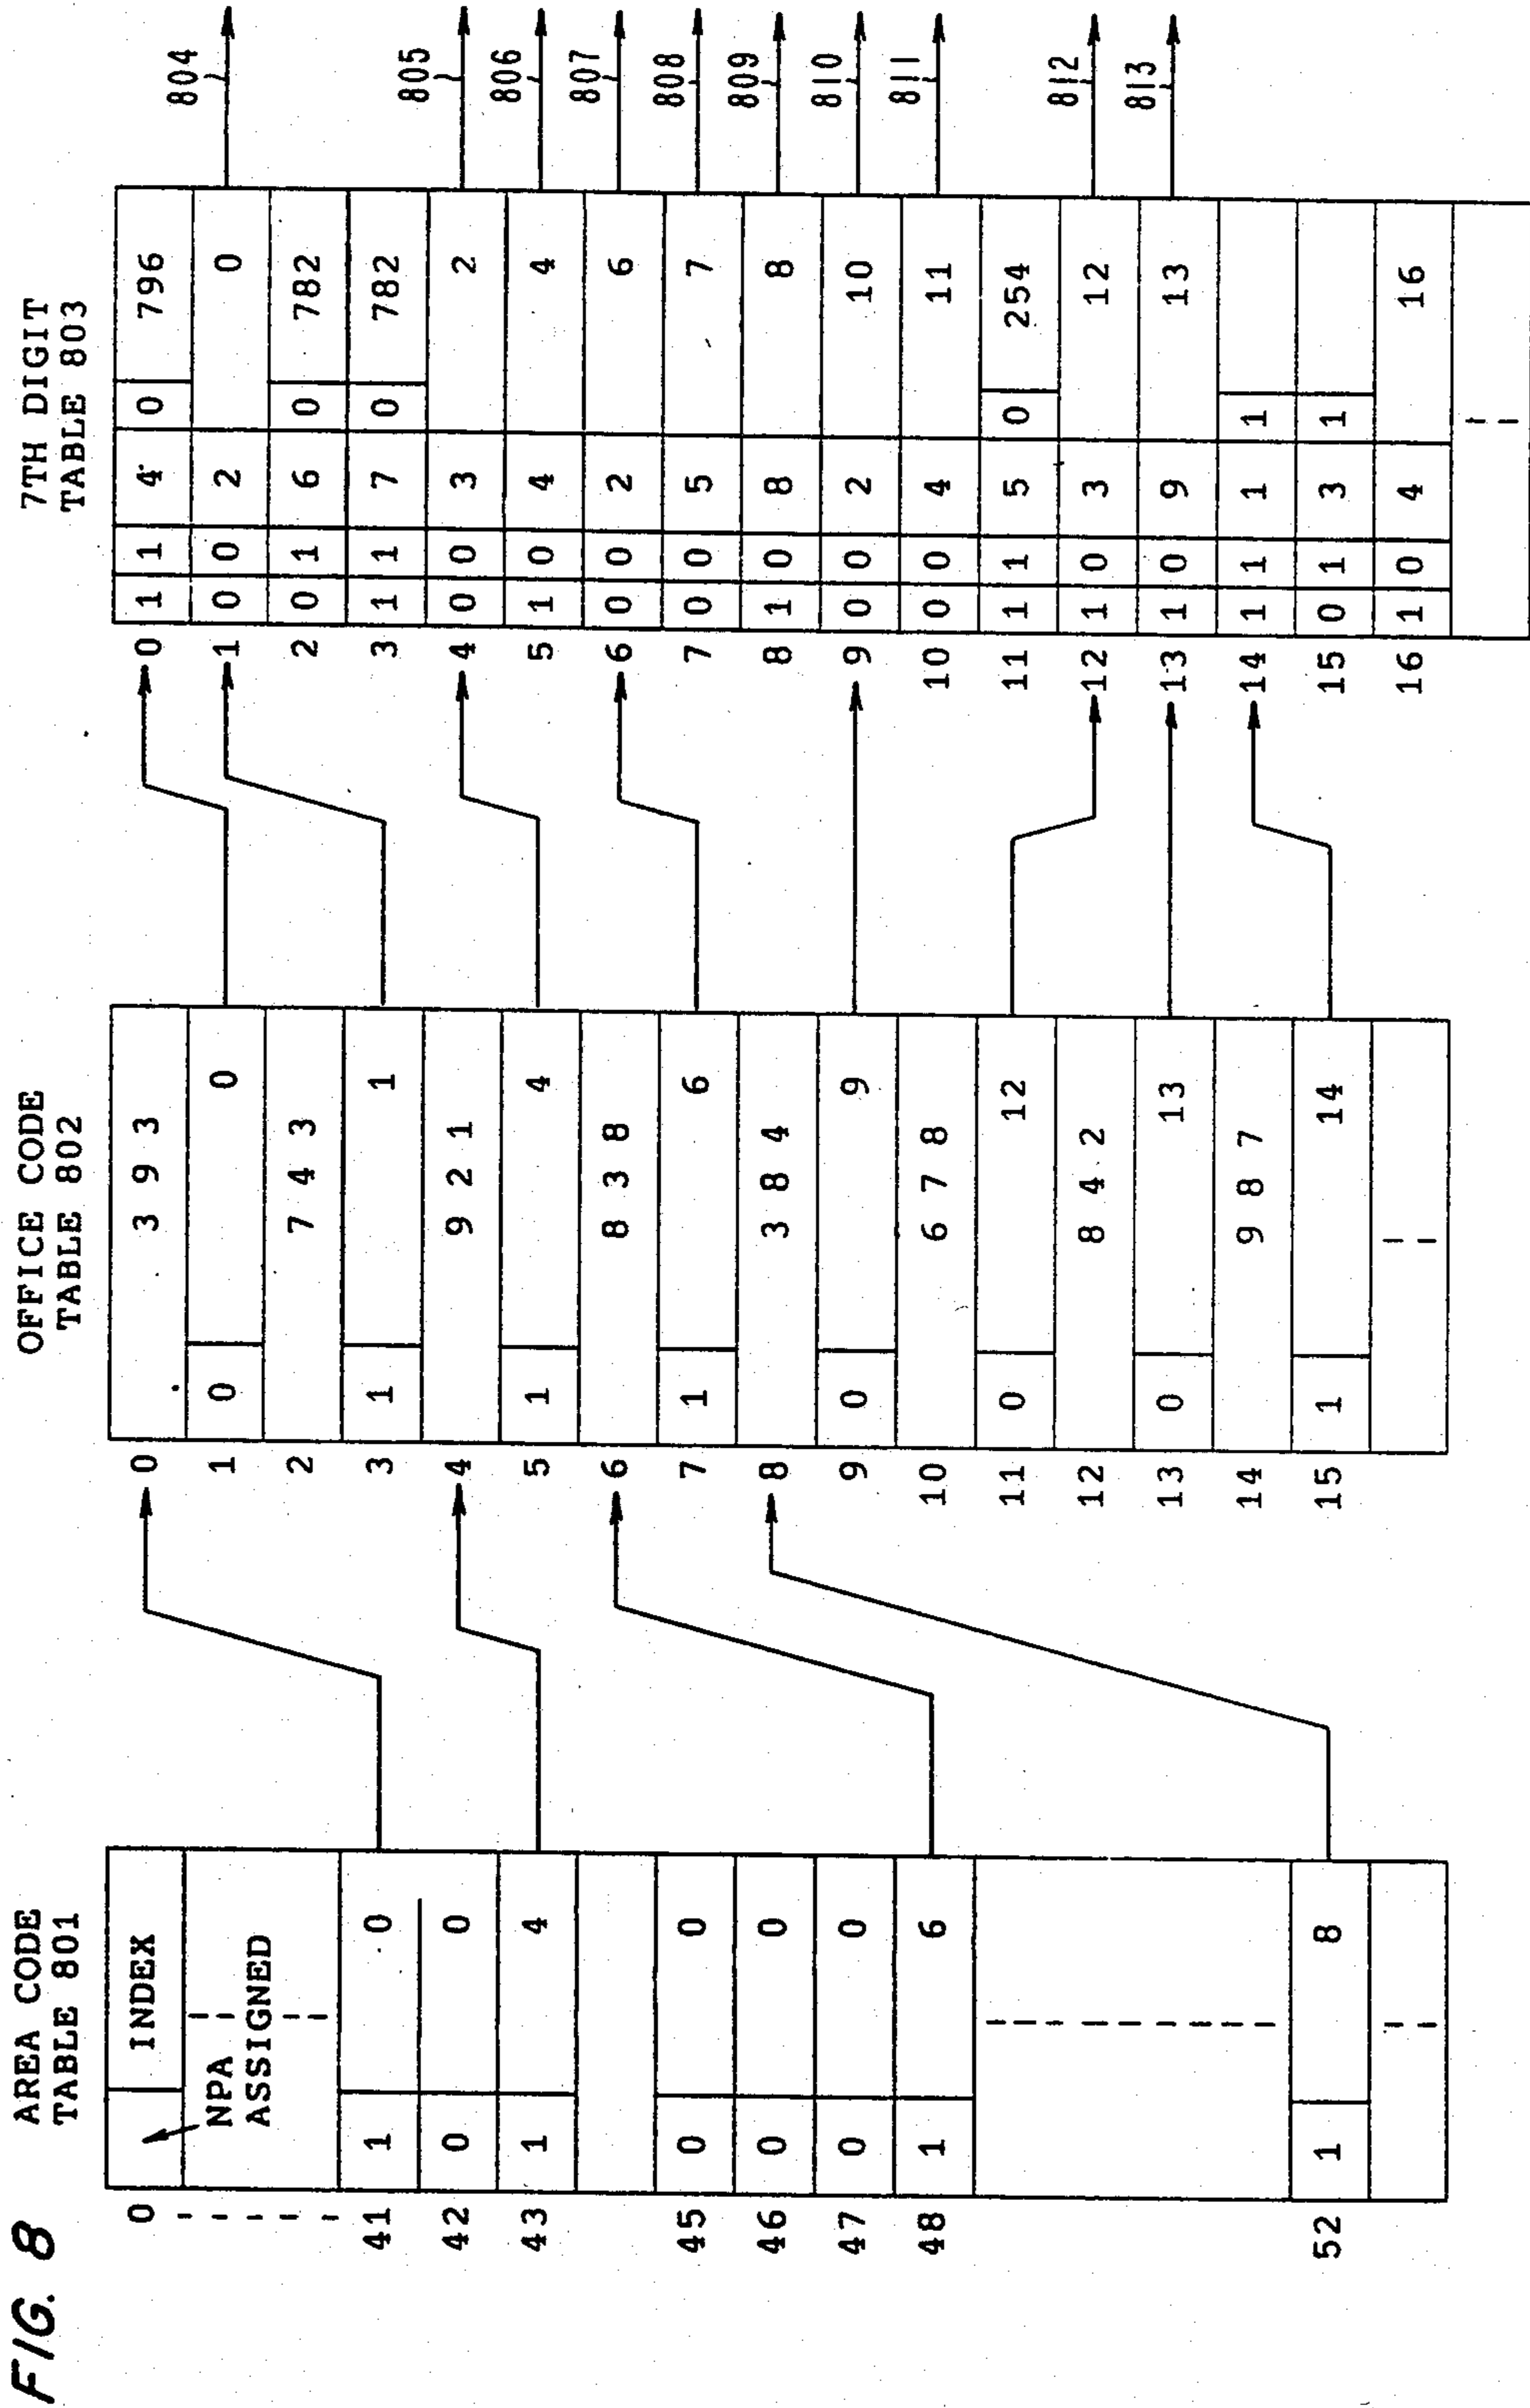 FIG. 8
AREA CODE
TABLE 801
0 INDEX
NPA
ASSIGNED
41 1 0
42 0 0
43 1 4
45 0 0
46 0 0
47 0 0
48 1 6
52 1 8
OFFICE CODE
TABLE 802
0 3 9 3
1 0 0
2 7 4 3
3 1 1
4 9 2 1
5 1 4
6 8 3 8
7 1 6
8 3 8 4
9 0 9
10 6 7 8
11 0 12
12 8 4 2
13 0 13
14 9 8 7
15 1 14
7TH DIGIT
TABLE 803
0 1 1 4 0 796
1 0 0 2 0
2 0 1 6 0 782
3 1 1 7 0 782
4 0 0 3 2
5 1 0 4 4
6 0 0 2 6
7 0 0 5 7
8 1 0 8 8
9 0 0 2 10
10 0 0 4 11
11 1 1 5 0 254
12 1 0 3 12
13 1 0 9 13
14 1 1 1 1
15 0 1 3 1
16 1 0 4 16
804
805
806
807
808
809
810
811
812
813